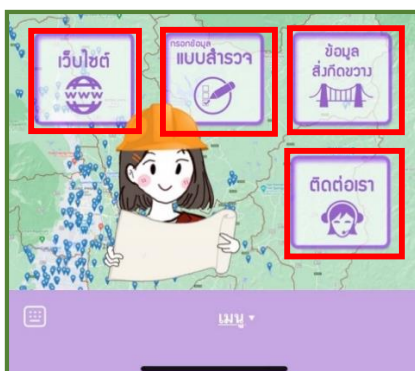 เว็บไซต์
www
กรอกข้อมูล
แบบสำรวจ
ข้อมูล
สิ่งกีดขวาง
ติดต่อเรา
เมนู